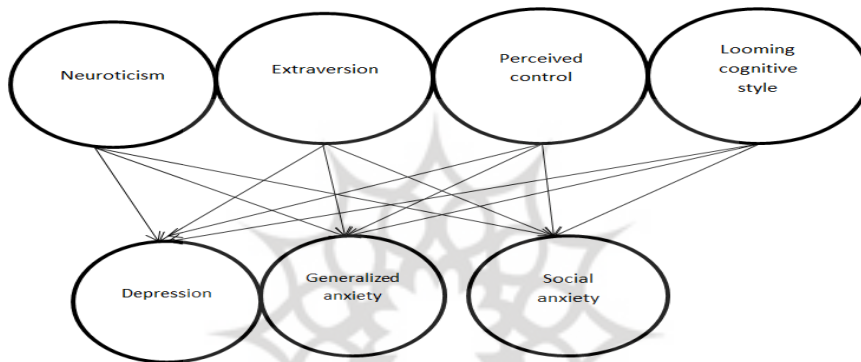 Neuroticism
Extraversion
Perceived
control
Looming
cognitive
style
Depression
Generalized
anxiety
Social
anxiety